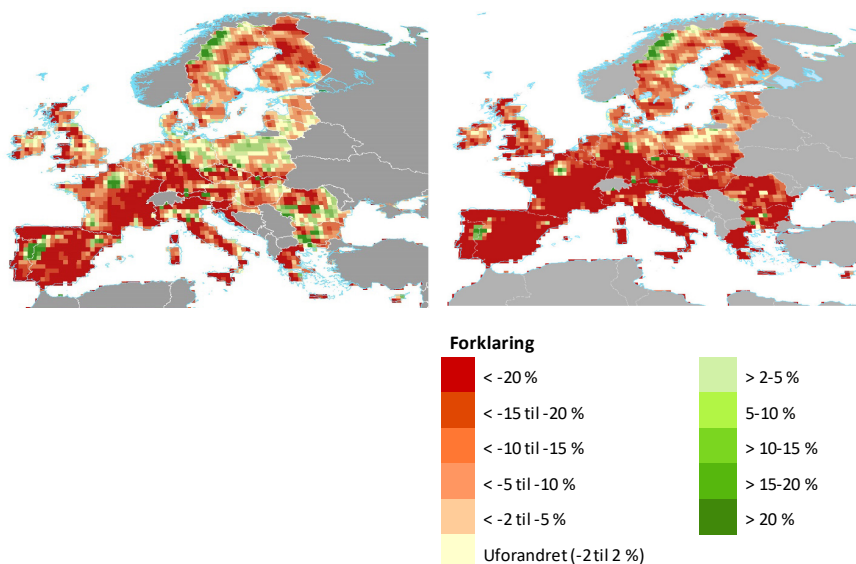 Forklaring
< -20 %
< -15 til -20 %
< -10 til -15 %
< -5 til -10 %
< -2 til -5 %
Uforandret (-2 til 2 %)
> 2-5 %
5-10 %
> 10-15 %
> 15-20 %
> 20 %